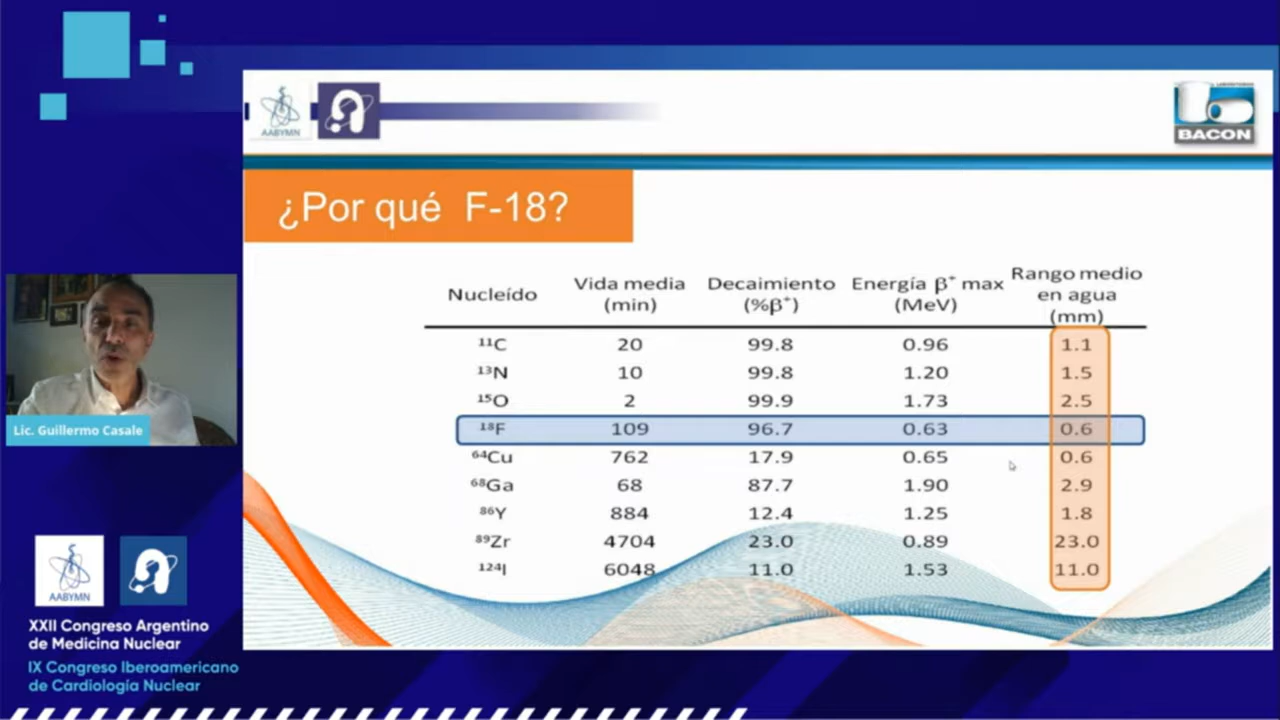 AABYMN
LABORATORIOS
BACON
¿Por qué F-18?
Nucleído Vida media (min) Decaimiento (%β⁺) Energía β⁺ max (MeV) Rango medio en agua (mm)
¹¹C 20 99.8 0.96 1.1
¹³N 10 99.8 1.20 1.5
¹⁵O 2 99.9 1.73 2.5
¹⁸F 109 96.7 0.63 0.6
⁶⁴Cu 762 17.9 0.65 0.6
⁶⁸Ga 68 87.7 1.90 2.9
⁸⁶Y 884 12.4 1.25 1.8
⁸⁹Zr 4704 23.0 0.89 23.0
¹²⁴I 6048 11.0 1.53 11.0
Lic. Guillermo Casale
AABYMN
XXII Congreso Argentino
de Medicina Nuclear
IX Congreso Iberoamericano
de Cardiología Nuclear